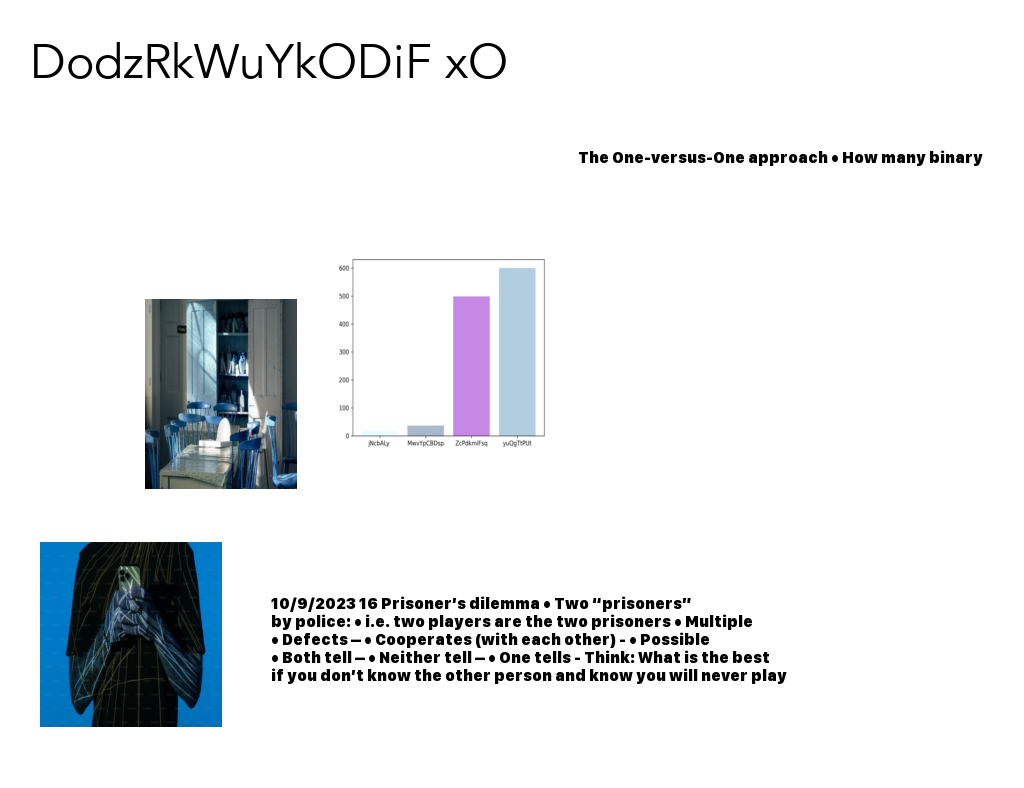 DodzRkWuYkODiF xO
The One-versus-One approach • How many binary
600
500
400
300
200
100
0
jNcbALy MwvYpCBDsp ZcPdkmiFsq yuQgTtPUt
10/9/2023 16 Prisoner’s dilemma • Two “prisoners”
by police: • i.e. two players are the two prisoners • Multiple
• Defects – • Cooperates (with each other) - • Possible
• Both tell – • Neither tell – • One tells - Think: What is the best
if you don’t know the other person and know you will never play